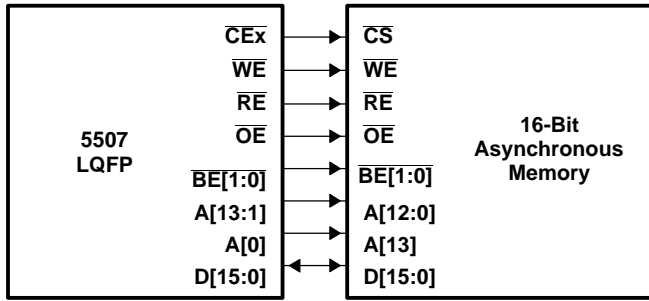 CEx CS
WE WE
RE RE
OE OE
5507
LQFP
16-Bit
Asynchronous
Memory
BE[1:0] BE[1:0]
A[13:1] A[12:0]
A[0] A[13]
D[15:0] D[15:0]